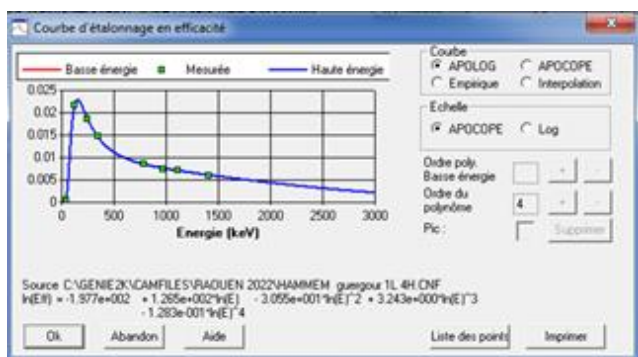 Courbe d'étalonnage en efficacité
Basse énergie Mesurée Haute énergie
0.025
0.02
0.015
0.01
0.005
0
0 500 1000 1500 2000 2500 3000
Energie (keV)
Courbe
APOLOG APOCOPE
Empirique Interpolation
Echelle
APOCOPE Log
Ordre poly.
Basse énergie + -
Ordre du
polynôme 4 + -
Pic : Supprimer
Source C:\GENIE2K\CAMFILES\RAOUEN 2022\HAMMEM guergour 1L 4H.CNF
ln(Eff) = -1.977e+002 + 1.265e+002*ln(E) - 3.055e+001*ln(E)^2 + 3.243e+000*ln(E)^3
- 1.283e-001*ln(E)^4
Ok Abandon Aide Liste des points Imprimer